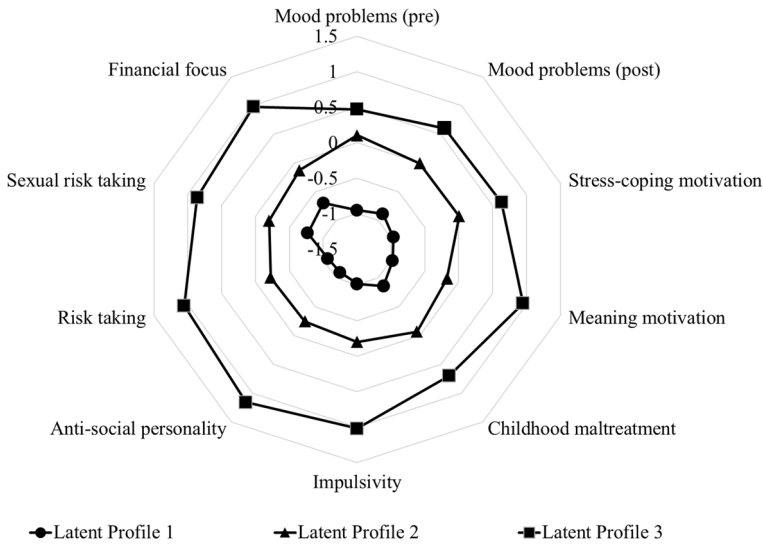 Mood problems (pre)
1.5
Financial focus
1
Mood problems (post)
0.5
0
Sexual risk taking
-0.5
Stress-coping motivation
-1
-1.5
Risk taking
Meaning motivation
Anti-social personality
Childhood maltreatment
Impulsivity
Latent Profile 1
Latent Profile 2
Latent Profile 3